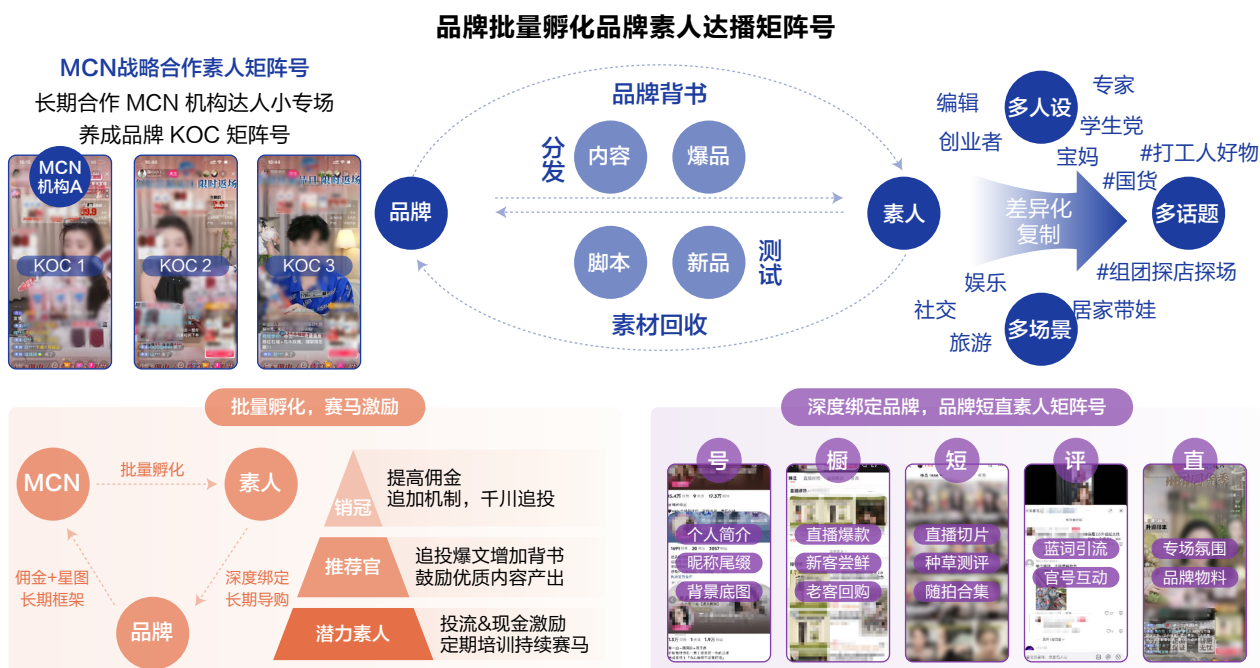 品牌批量孵化品牌素人达播矩阵号
MCN战略合作素人矩阵号
长期合作 MCN 机构达人小专场
养成品牌 KOC 矩阵号
MCN
机构A
KOC 1
KOC 2
KOC 3
限时返场
品牌
品牌背书
分发
内容
爆品
脚本
新品
测试
素材回收
素人
多人设
编辑
创业者
专家
学生党
宝妈
差异化
复制
#打工人好物
#国货
多话题
#组团探店探场
娱乐
社交
旅游
多场景
居家带娃
批量孵化，赛马激励
MCN
批量孵化
素人
佣金+星图
长期框架
深度绑定
长期导购
品牌
销冠
提高佣金
追加机制，千川追投
推荐官
追投爆文增加背书
鼓励优质内容产出
潜力素人
投流&现金激励
定期培训持续赛马
深度绑定品牌，品牌短直素人矩阵号
号
个人简介
昵称尾缀
背景底图
橱
直播爆款
新客尝鲜
老客回购
短
直播切片
种草测评
随拍合集
评
蓝词引流
官号互动
直
专场氛围
品牌物料